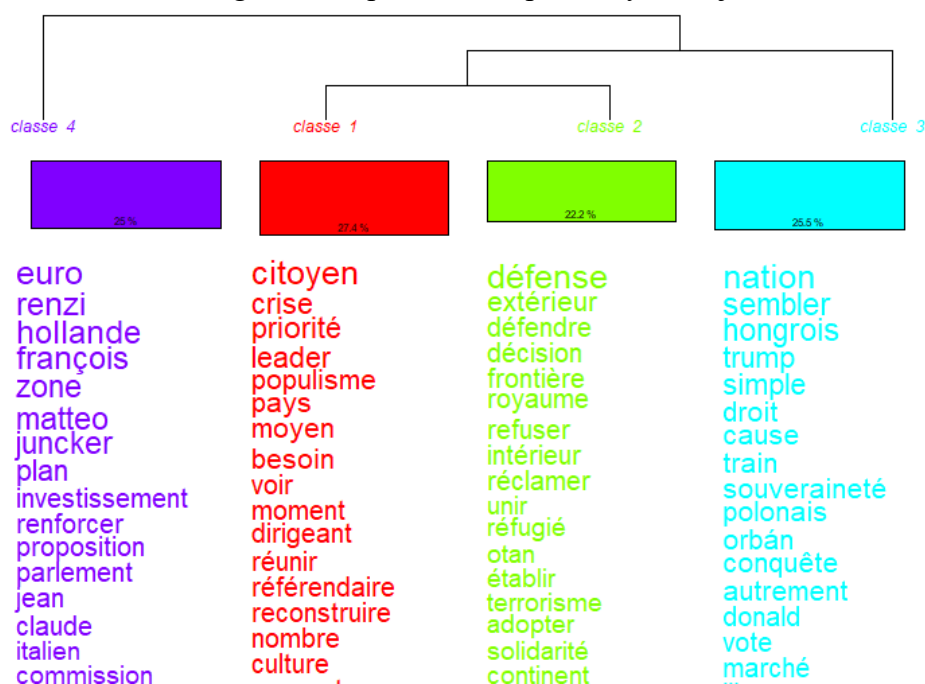 classe 4
classe 1
classe 2
classe 3
25 %
27.4 %
22.2 %
25.5 %
euro
renzi
hollande
françois
zone
matteo
juncker
plan
investissement
renforcer
proposition
parlement
jean
claude
italien
commission
citoyen
crise
priorité
leader
populisme
pays
moyen
besoin
voir
moment
dirigeant
réunir
référendaire
reconstruire
nombre
culture
défense
extérieur
défendre
décision
frontière
royaume
refuser
intérieur
réclamer
unir
réfugié
otan
établir
terrorisme
adopter
solidarité
continent
nation
sembler
hongrois
trump
simple
droit
cause
train
souveraineté
polonais
orbán
conquête
autrement
donald
vote
marché